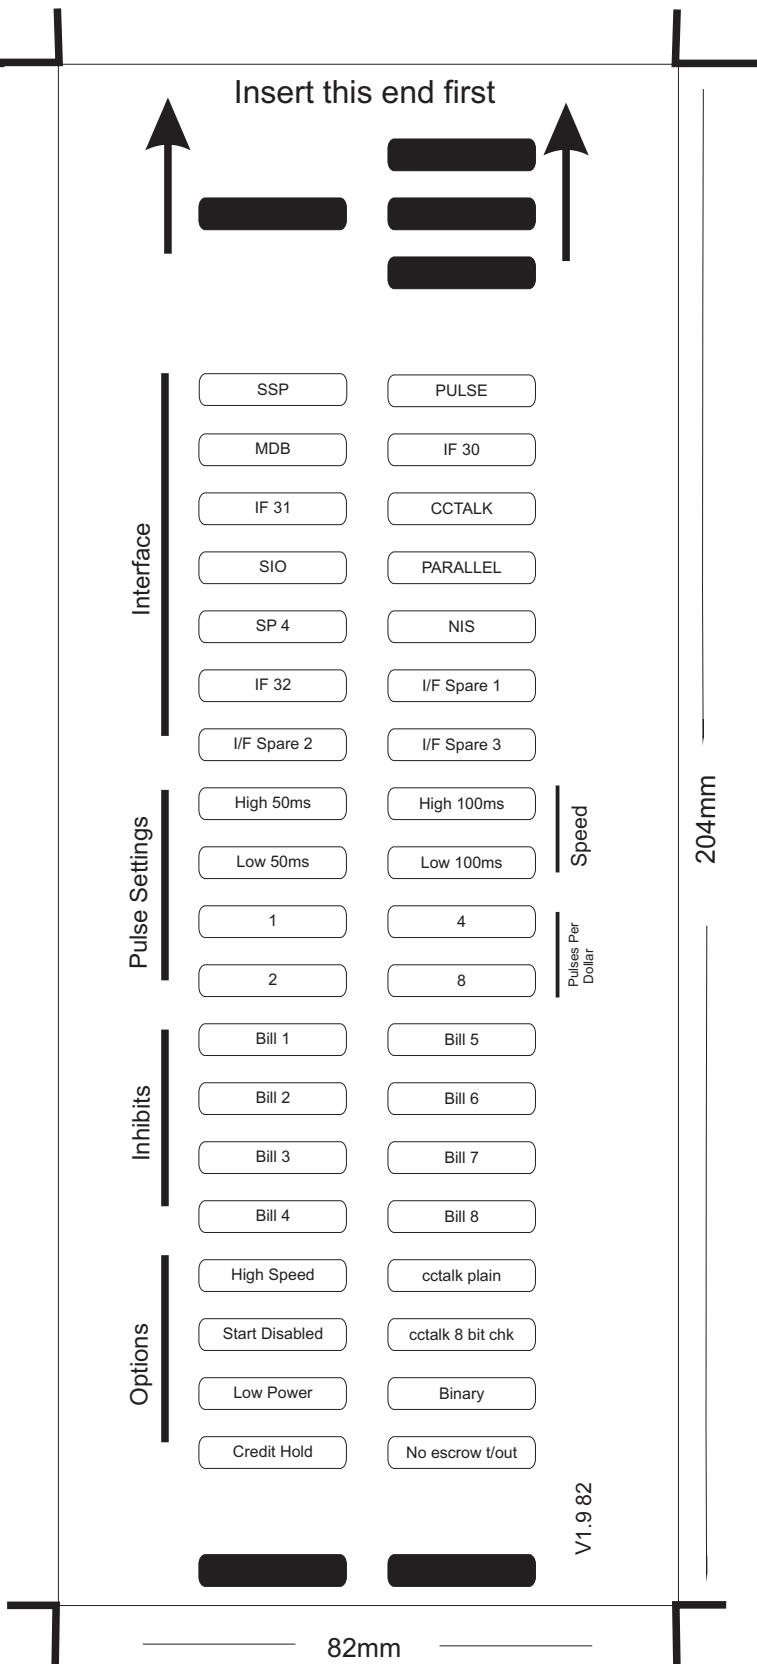 Insert this end first
Interface
SSP
PULSE
MDB
IF 30
IF 31
CCTALK
SIO
PARALLEL
SP 4
NIS
IF 32
I/F Spare 1
I/F Spare 2
I/F Spare 3
Pulse Settings
High 50ms
High 100ms
Speed
Low 50ms
Low 100ms
1
4
Pulses Per
Dollar
2
8
Inhibits
Bill 1
Bill 5
Bill 2
Bill 6
Bill 3
Bill 7
Bill 4
Bill 8
Options
High Speed
cctalk plain
Start Disabled
cctalk 8 bit chk
Low Power
Binary
Credit Hold
No escrow t/out
V1.9 82
204mm
82mm